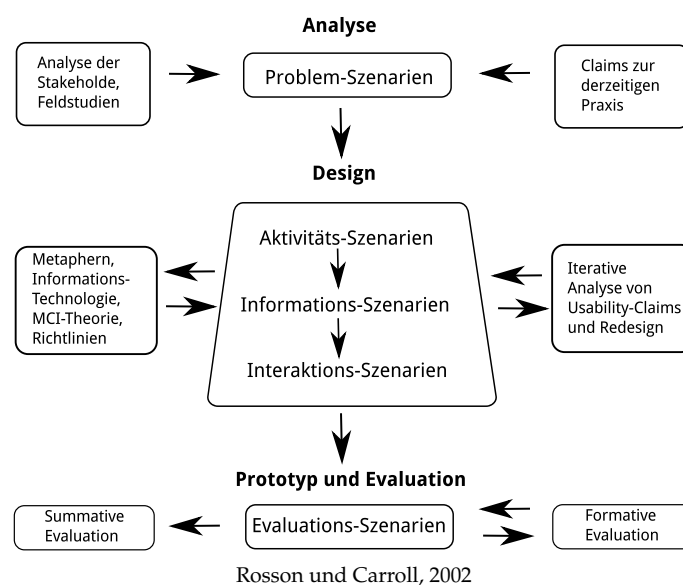 Analyse
Analyse der
Stakeholde,
Feldstudien
Problem-Szenarien
Claims zur
derzeitigen
Praxis
Design
Metaphern,
Informations-
Technologie,
MCI-Theorie,
Richtlinien
Aktivitäts-Szenarien
Informations-Szenarien
Interaktions-Szenarien
Iterative
Analyse von
Usability-Claims
und Redesign
Prototyp und Evaluation
Summative
Evaluation
Evaluations-Szenarien
Formative
Evaluation
Rosson und Carroll, 2002